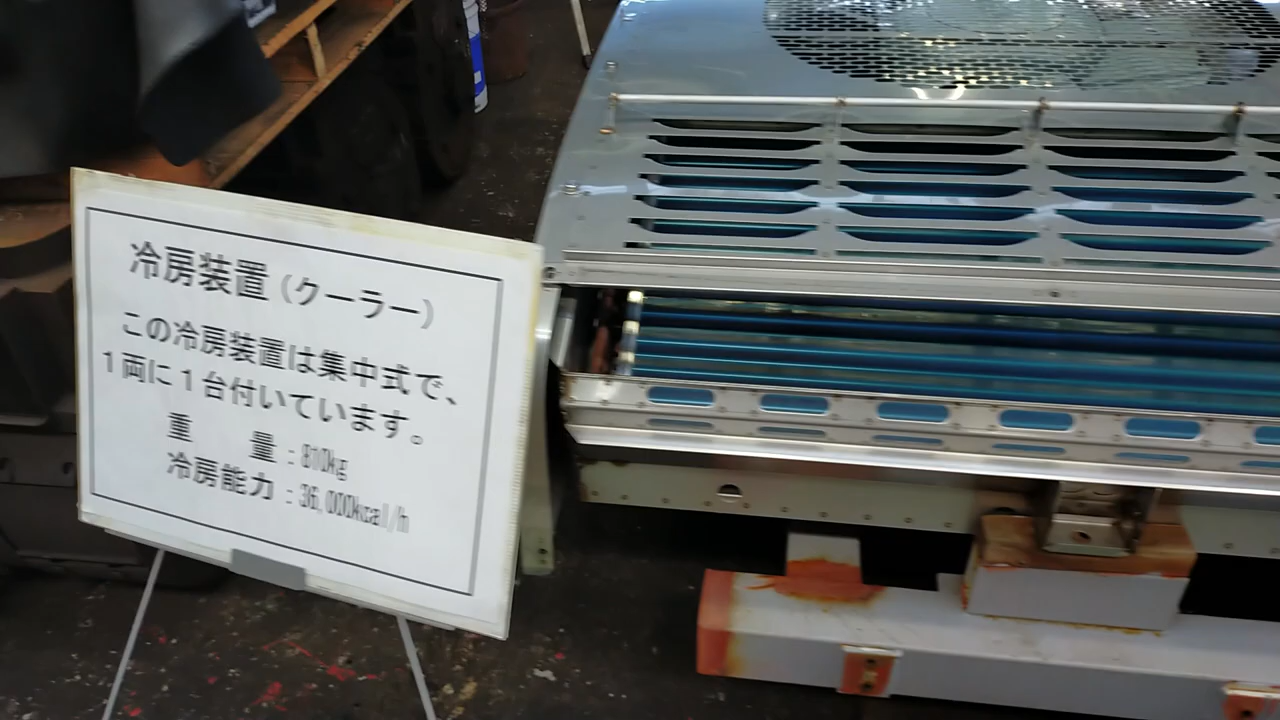 冷房装置（クーラー）
この冷房装置は集中式で、
1両に1台付いています。
重　　量：810kg
冷房能力：36,000kcal/h